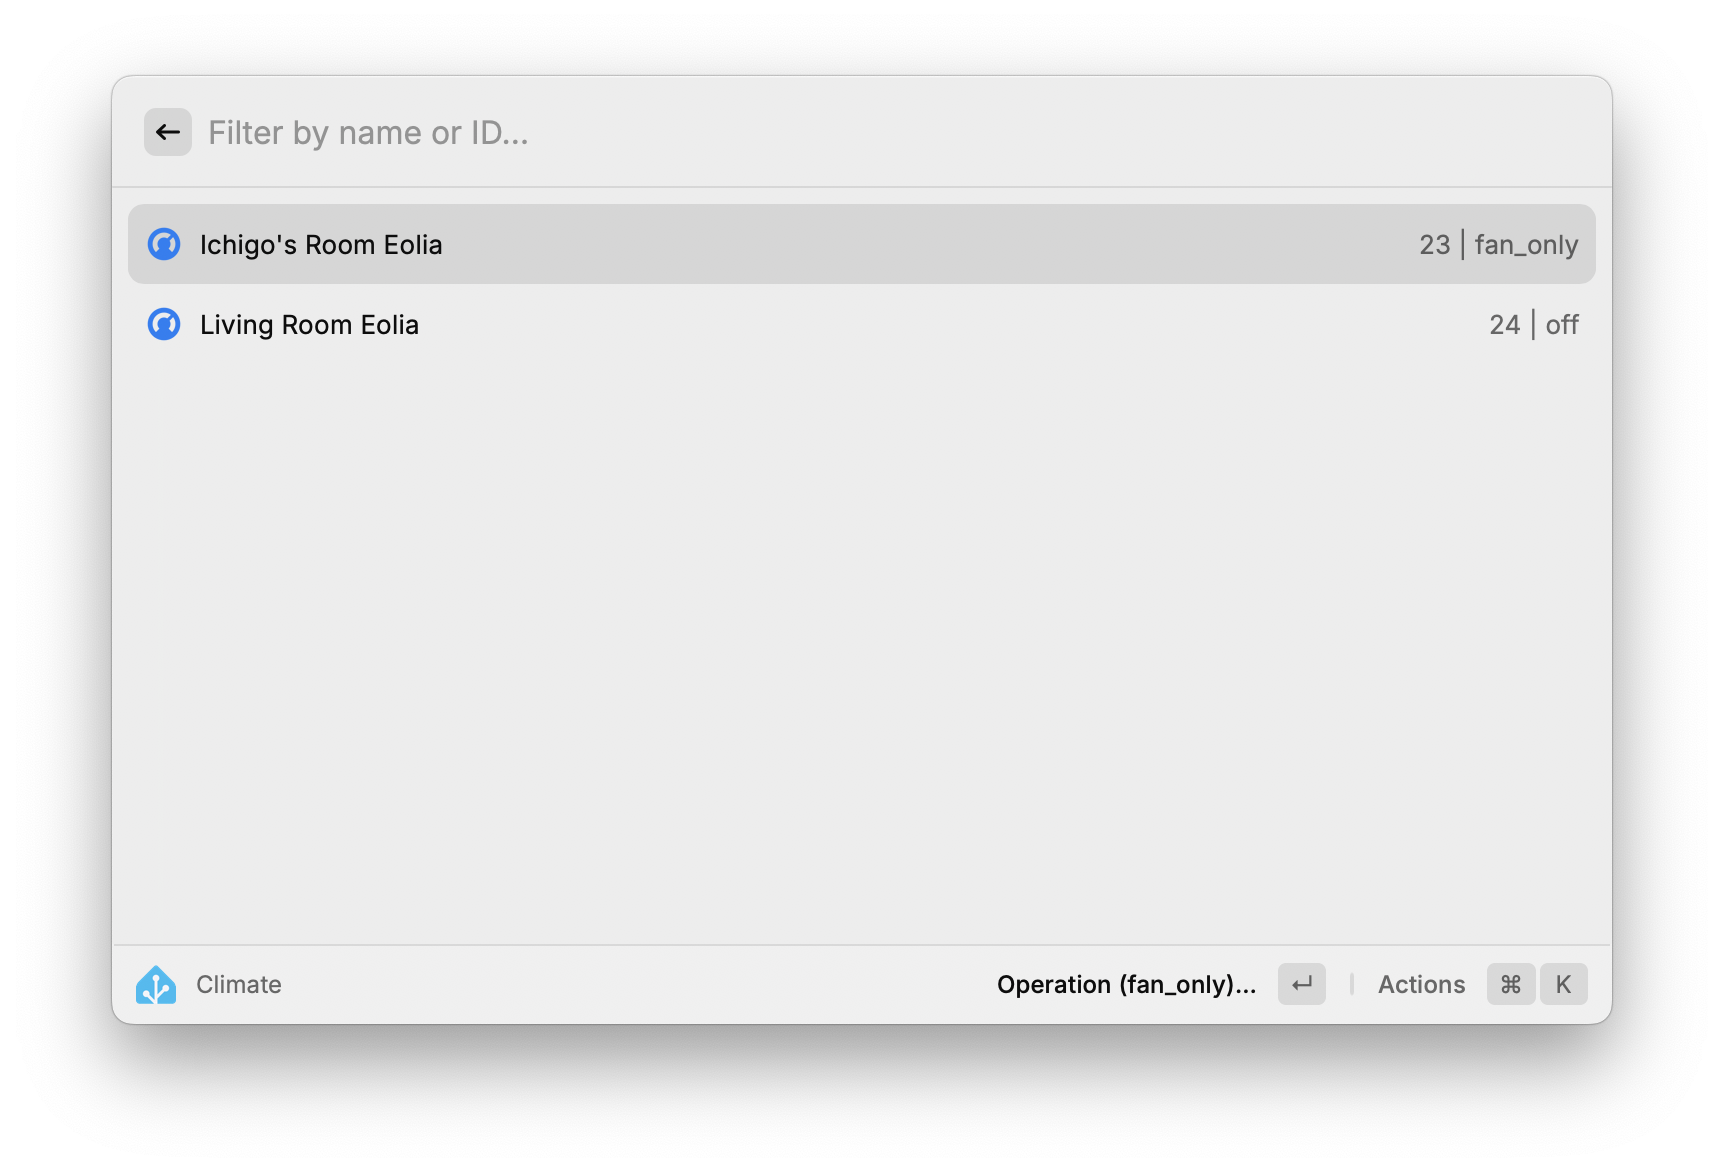 Filter by name or ID...
Ichigo's Room Eolia 23 | fan_only
Living Room Eolia 24 | off
Climate Operation (fan_only)... ↵ Actions ⌘ K